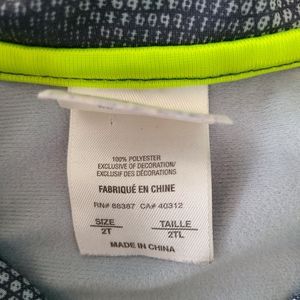 100% POLYESTER
EXCLUSIVE OF DECORATION/
EXCLUSIF DES DÉCORATIONS
FABRIQUÉ EN CHINE
RN# 88387 CA# 40312
SIZE TAILLE
2T 2TL
MADE IN CHINA